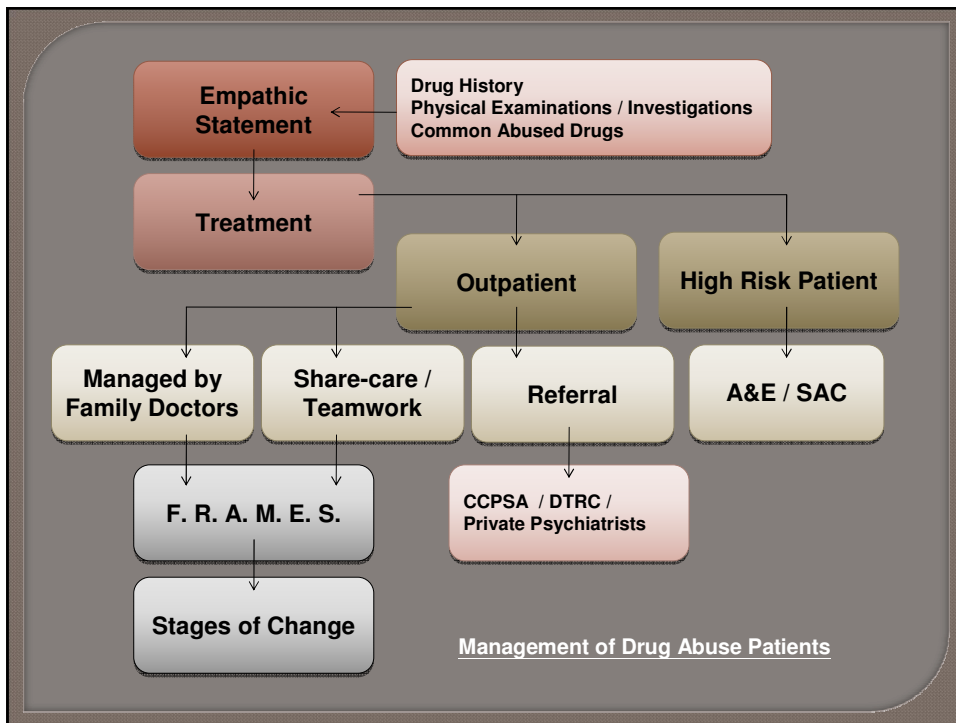 Empathic
Statement
Drug History
Physical Examinations / Investigations
Common Abused Drugs
Treatment
Outpatient
High Risk Patient
Managed by
Family Doctors
Share-care /
Teamwork
Referral
A&E / SAC
F. R. A. M. E. S.
CCPSA / DTRC /
Private Psychiatrists
Stages of Change
Management of Drug Abuse Patients